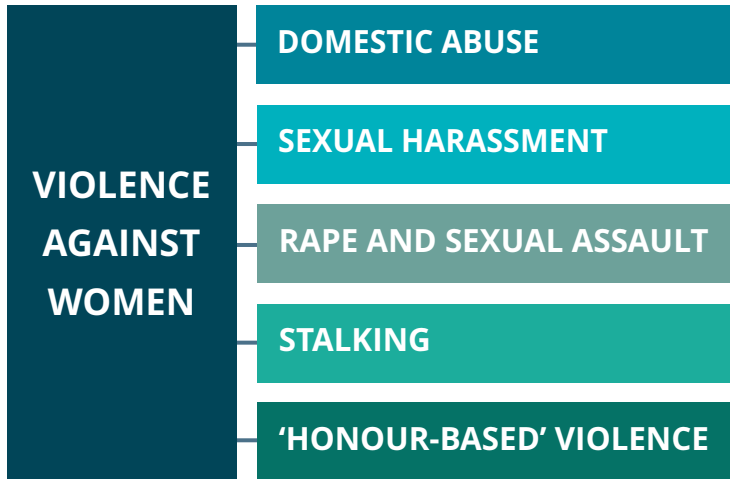 VIOLENCE
AGAINST
WOMEN
DOMESTIC ABUSE
SEXUAL HARASSMENT
RAPE AND SEXUAL ASSAULT
STALKING
‘HONOUR-BASED’ VIOLENCE